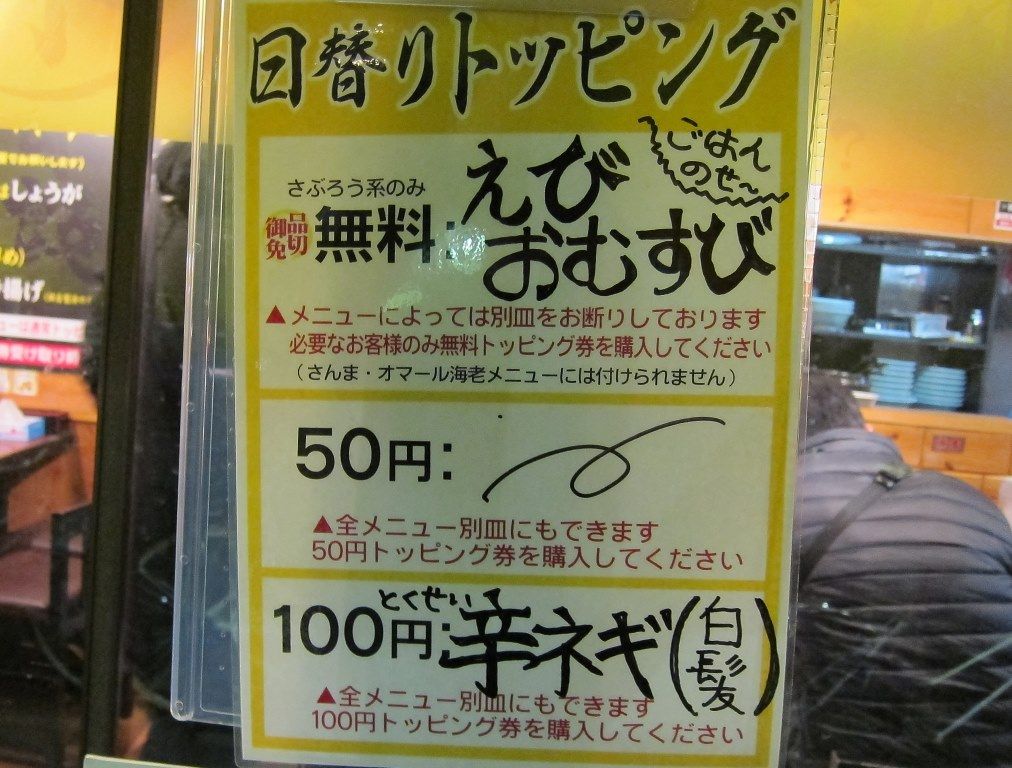 日替りトッピング
さぶろう系のみ
品切御免
無料:
えび
おむすび
ごはん
のせ～
▲メニューによっては別皿をお断りしております
必要なお客様のみ無料トッピング券を購入してください
（さんま・オマール海老メニューには付けられません）
50円:
▲全メニュー別皿にもできます
50円トッピング券を購入してください
とくせい
100円:辛ネギ(白髪)
▲全メニュー別皿にもできます
100円トッピング券を購入してください
しょうが
揚げ